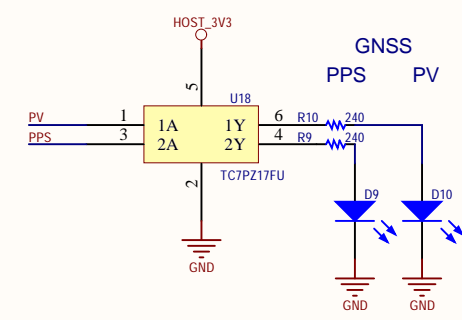 HOST_3V3
GNSS
PPS PV
5
U18
PV 1 1A 1Y 6 R10 240
PPS 3 2A 2Y 4 R9 240
2
TC7PZ17FU
D9 D10
GND
GND GND